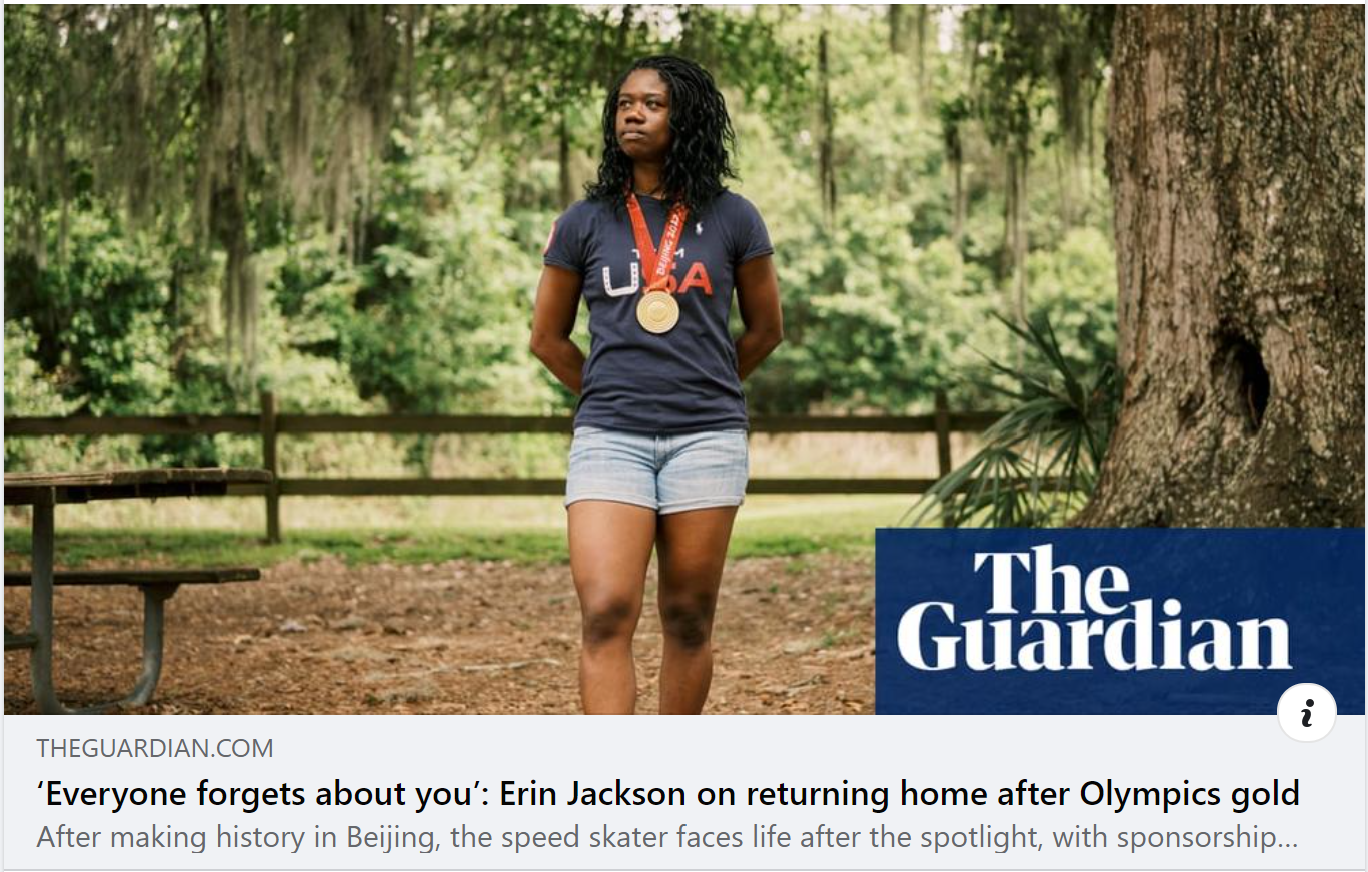 TEAM
USA
BEIJING 2022
The
Guardian
THEGUARDIAN.COM
‘Everyone forgets about you’: Erin Jackson on returning home after Olympics gold
After making history in Beijing, the speed skater faces life after the spotlight, with sponsorship...